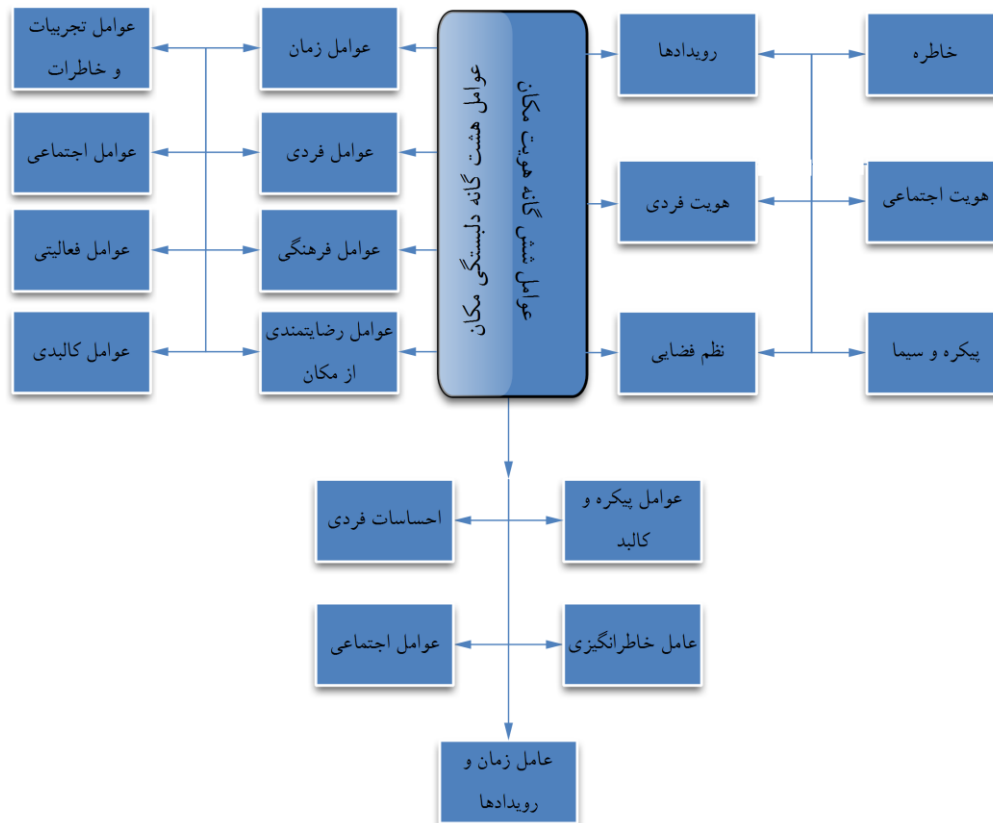 خاطره
رویدادها
عوامل شش گانه هویت مکان
عوامل هشت گانه دلبستگی مکان
عوامل زمان
عوامل تجربیات
و خاطرات
هویت اجتماعی
هویت فردی
عوامل فردی
عوامل اجتماعی
عوامل فرهنگی
عوامل فعالیتی
پیکره و سیما
نظم فضایی
عوامل رضایتمندی
از مکان
عوامل کالبدی
عوامل پیکره و
کالبد
احساسات فردی
عامل خاطرانگیزی
عوامل اجتماعی
عامل زمان و
رویدادها